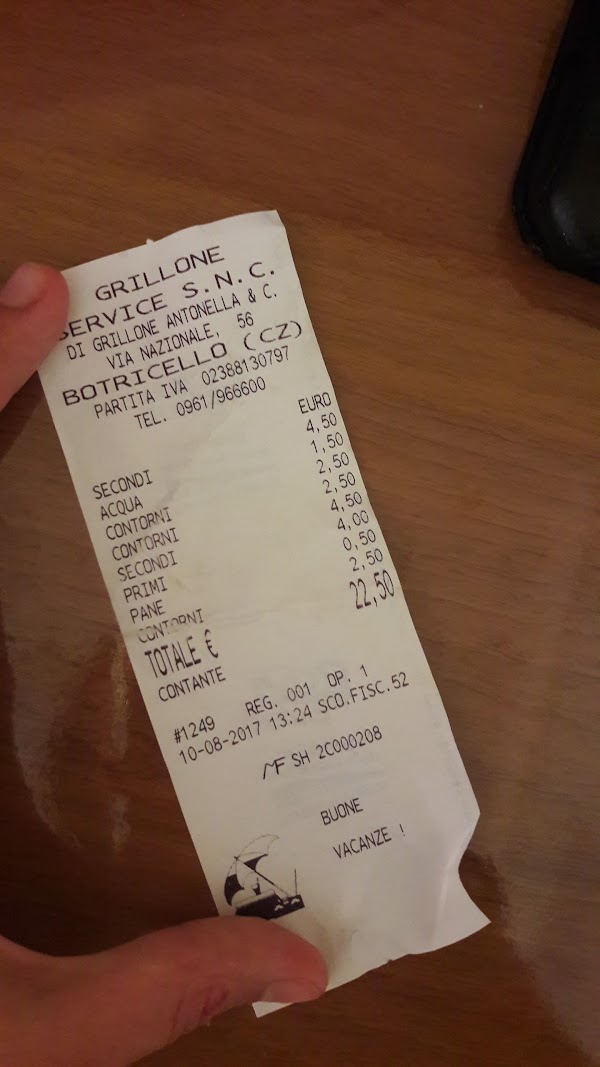 GRILLONE
SERVICE S.N.C.
DI GRILLONE ANTONELLA & C.
VIA NAZIONALE, 56
BOTRICELLO (CZ)
PARTITA IVA 02388130797
TEL. 0961/966600
EURO
SECONDI 4,50
ACQUA 1,50
CONTORNI 2,50
CONTORNI 2,50
SECONDI 4,50
PRIMI 4,00
PANE 0,50
CONTORNI 2,50
TOTALE € 22,50
CONTANTE
#1249 REG. 001 OP. 1
10-08-2017 13:24 SCO.FISC.52
MF SH 2C000208
BUONE
VACANZE !